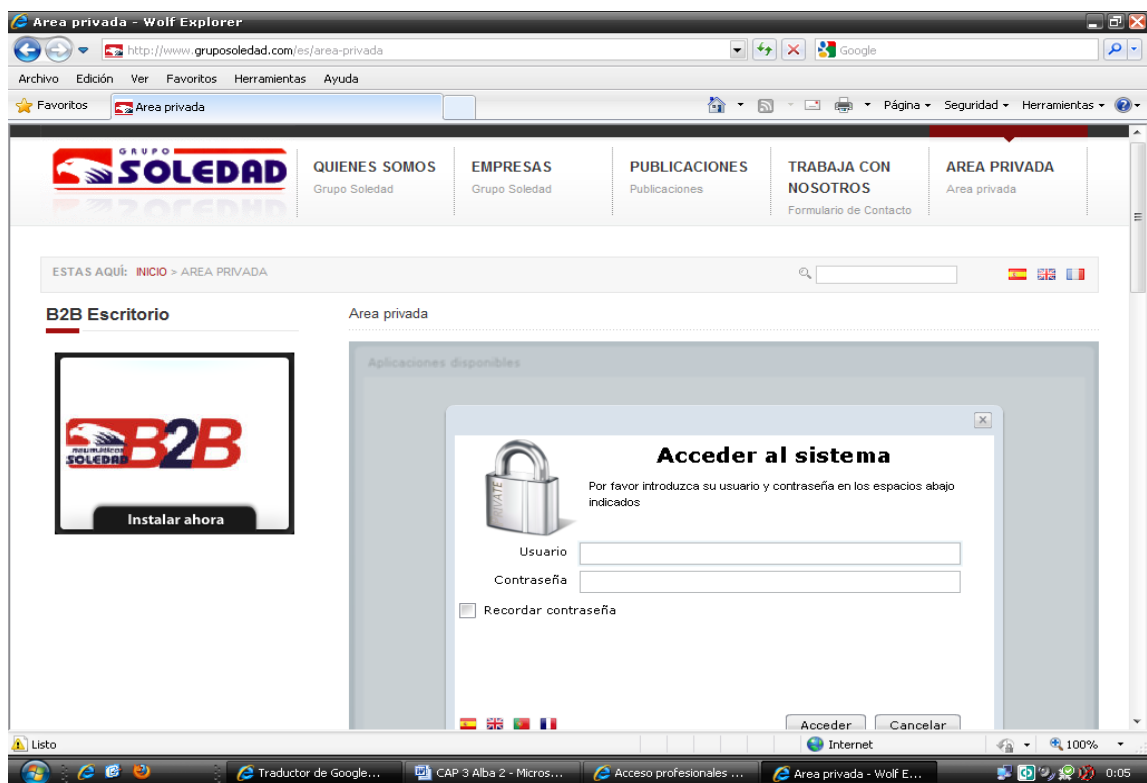 Area privada - Wolf Explorer
http://www.gruposoledad.com/es/area-privada
Google
Archivo Edición Ver Favoritos Herramientas Ayuda
Favoritos
Area privada
Página Seguridad Herramientas
GRUPO
SOLEDAD
QUIENES SOMOS
Grupo Soledad
EMPRESAS
Grupo Soledad
PUBLICACIONES
Publicaciones
TRABAJA CON
NOSOTROS
Formulario de Contacto
AREA PRIVADA
Area privada
ESTAS AQUÍ: INICIO > AREA PRIVADA
B2B Escritorio
neumáticos
SOLEDAD
B2B
Instalar ahora
Area privada
Aplicaciones disponibles
PRIVATE
Acceder al sistema
Por favor introduzca su usuario y contraseña en los espacios abajo
indicados
Usuario
Contraseña
Recordar contraseña
Acceder Cancelar
Listo
Internet
100%
Traductor de Google...
CAP 3 Alba 2 - Micros...
Acceso profesionales ...
Area privada - Wolf E...
0:05